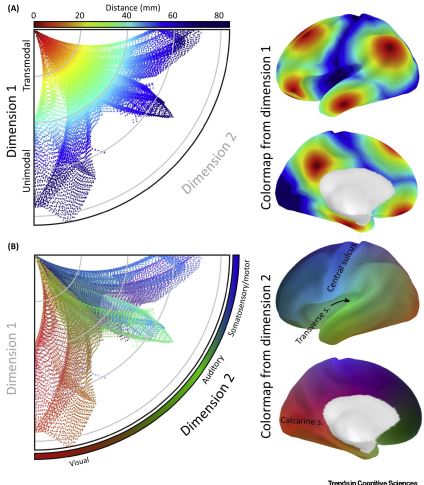 (A)
Distance (mm)
0 20 40 60 80
Transmodal
Unimodal
Dimension 1
Dimension 2
Colormap from dimension 1
(B)
Dimension 1
Somatosensory/motor
Auditory
Dimension 2
Visual
Colormap from dimension 2
Central sulcus
Transverse s.
Calcarine s.
Trends in Cognitive Sciences